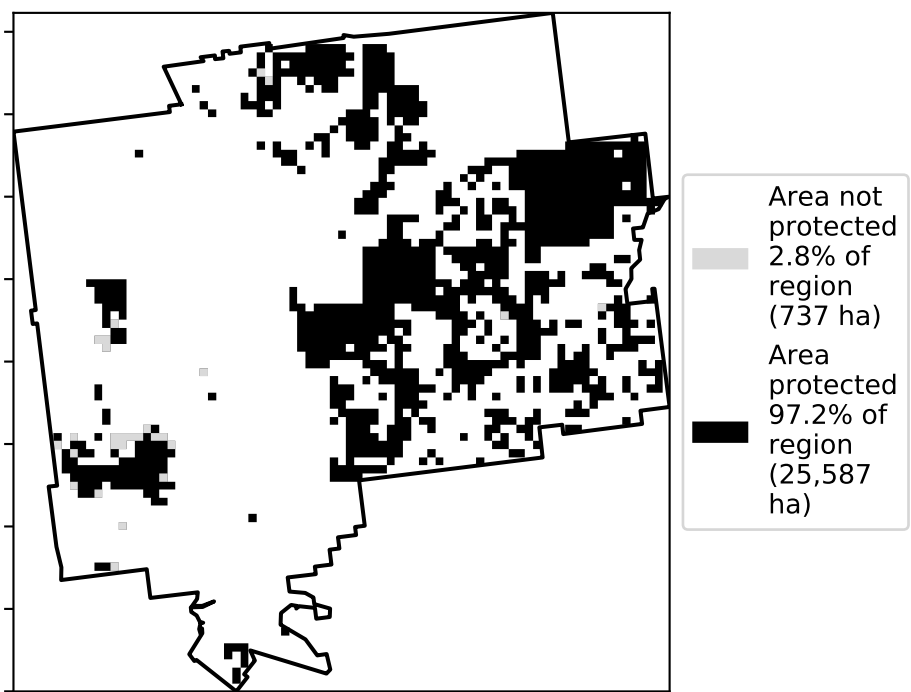 Area not
protected
2.8% of
region
(737 ha)
Area
protected
97.2% of
region
(25,587
ha)